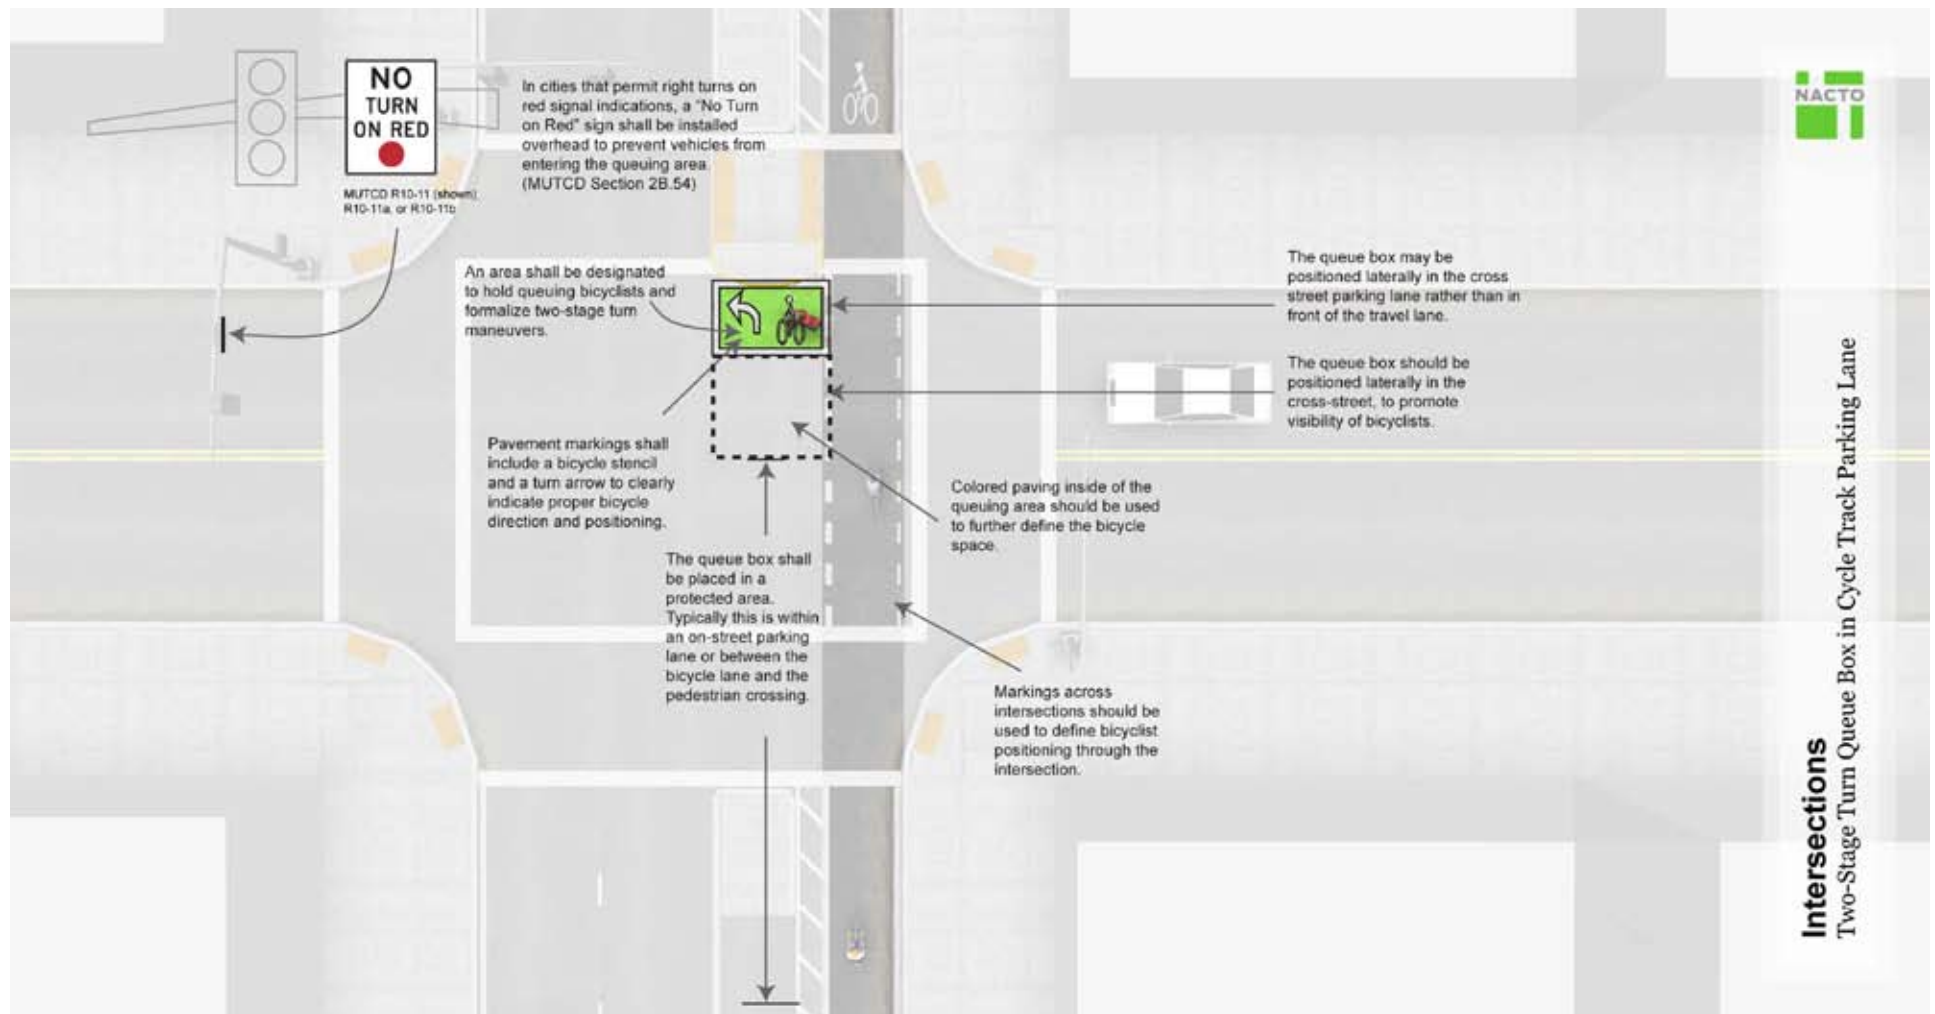 NO
TURN
ON RED
MUTCD R10-11 (shown),
R10-11a, or R10-11b
In cities that permit right turns on
red signal indications, a "No Turn
on Red" sign shall be installed
overhead to prevent vehicles from
entering the queuing area.
(MUTCD Section 2B.54)
NACTO
An area shall be designated
to hold queuing bicyclists and
formalize two-stage turn
maneuvers.
The queue box may be
positioned laterally in the cross
street parking lane rather than in
front of the travel lane.
The queue box should be
positioned laterally in the
cross-street, to promote
visibility of bicyclists.
Pavement markings shall
include a bicycle stencil
and a turn arrow to clearly
indicate proper bicycle
direction and positioning.
Colored paving inside of the
queuing area should be used
to further define the bicycle
space.
The queue box shall
be placed in a
protected area.
Typically this is within
an on-street parking
lane or between the
bicycle lane and the
pedestrian crossing.
Markings across
intersections should be
used to define bicyclist
positioning through the
intersection.
Intersections
Two-Stage Turn Queue Box in Cycle Track Parking Lane